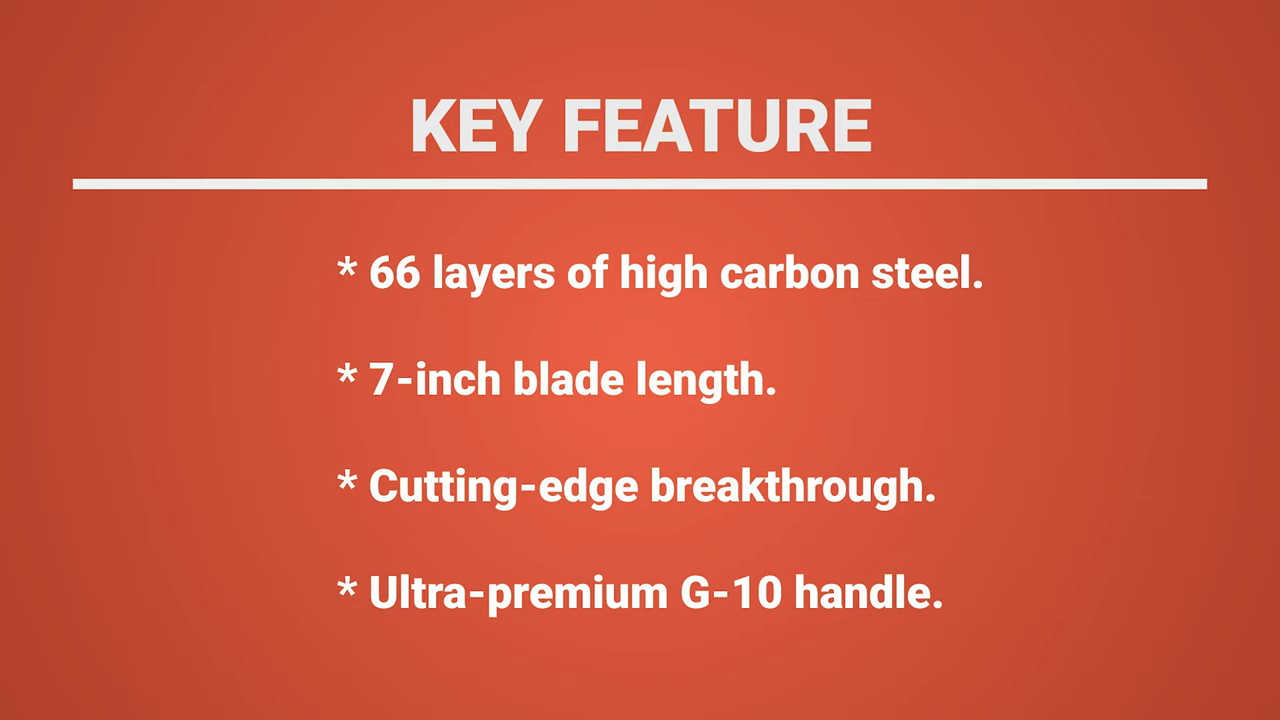 KEY FEATURE
* 66 layers of high carbon steel.
* 7-inch blade length.
* Cutting-edge breakthrough.
* Ultra-premium G-10 handle.